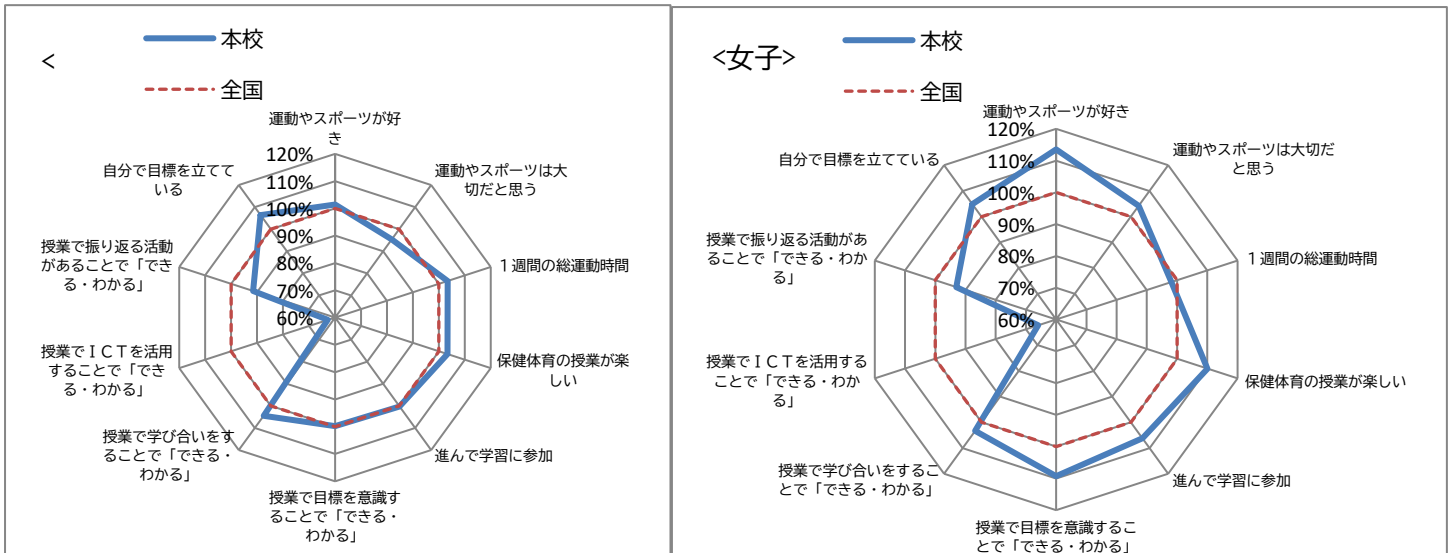 <
本校
全国
運動やスポーツが好
き
運動やスポーツは大
切だと思う
1週間の総運動時間
保健体育の授業が楽
しい
進んで学習に参加
授業で目標を意識す
ることで「できる・
わかる」
授業で学び合いをす
ることで「できる・
わかる」
授業でＩＣＴを活用
することで「でき
る・わかる」
授業で振り返る活動
があることで「でき
る・わかる」
自分で目標を立てて
いる
120%
110%
100%
90%
80%
70%
60%
<女子>
本校
全国
運動やスポーツが好き
運動やスポーツは大切だ
と思う
1週間の総運動時間
保健体育の授業が楽しい
進んで学習に参加
授業で目標を意識するこ
とで「できる・わかる」
授業で学び合いをするこ
とで「できる・わかる」
授業でＩＣＴを活用する
ことで「できる・わか
る」
授業で振り返る活動があ
ることで「できる・わか
る」
自分で目標を立てている
120%
110%
100%
90%
80%
70%
60%